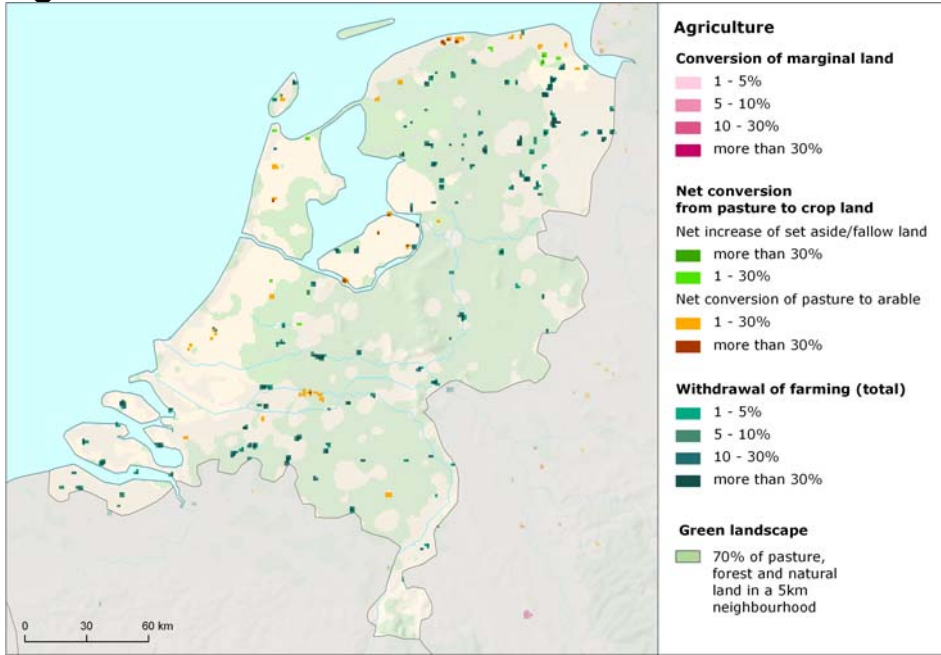 Agriculture
Conversion of marginal land
1 - 5%
5 - 10%
10 - 30%
more than 30%
Net conversion
from pasture to crop land
Net increase of set aside/fallow land
more than 30%
1 - 30%
Net conversion of pasture to arable
1 - 30%
more than 30%
Withdrawal of farming (total)
1 - 5%
5 - 10%
10 - 30%
more than 30%
Green landscape
70% of pasture,
forest and natural
land in a 5km
neighbourhood
0 30 60 km